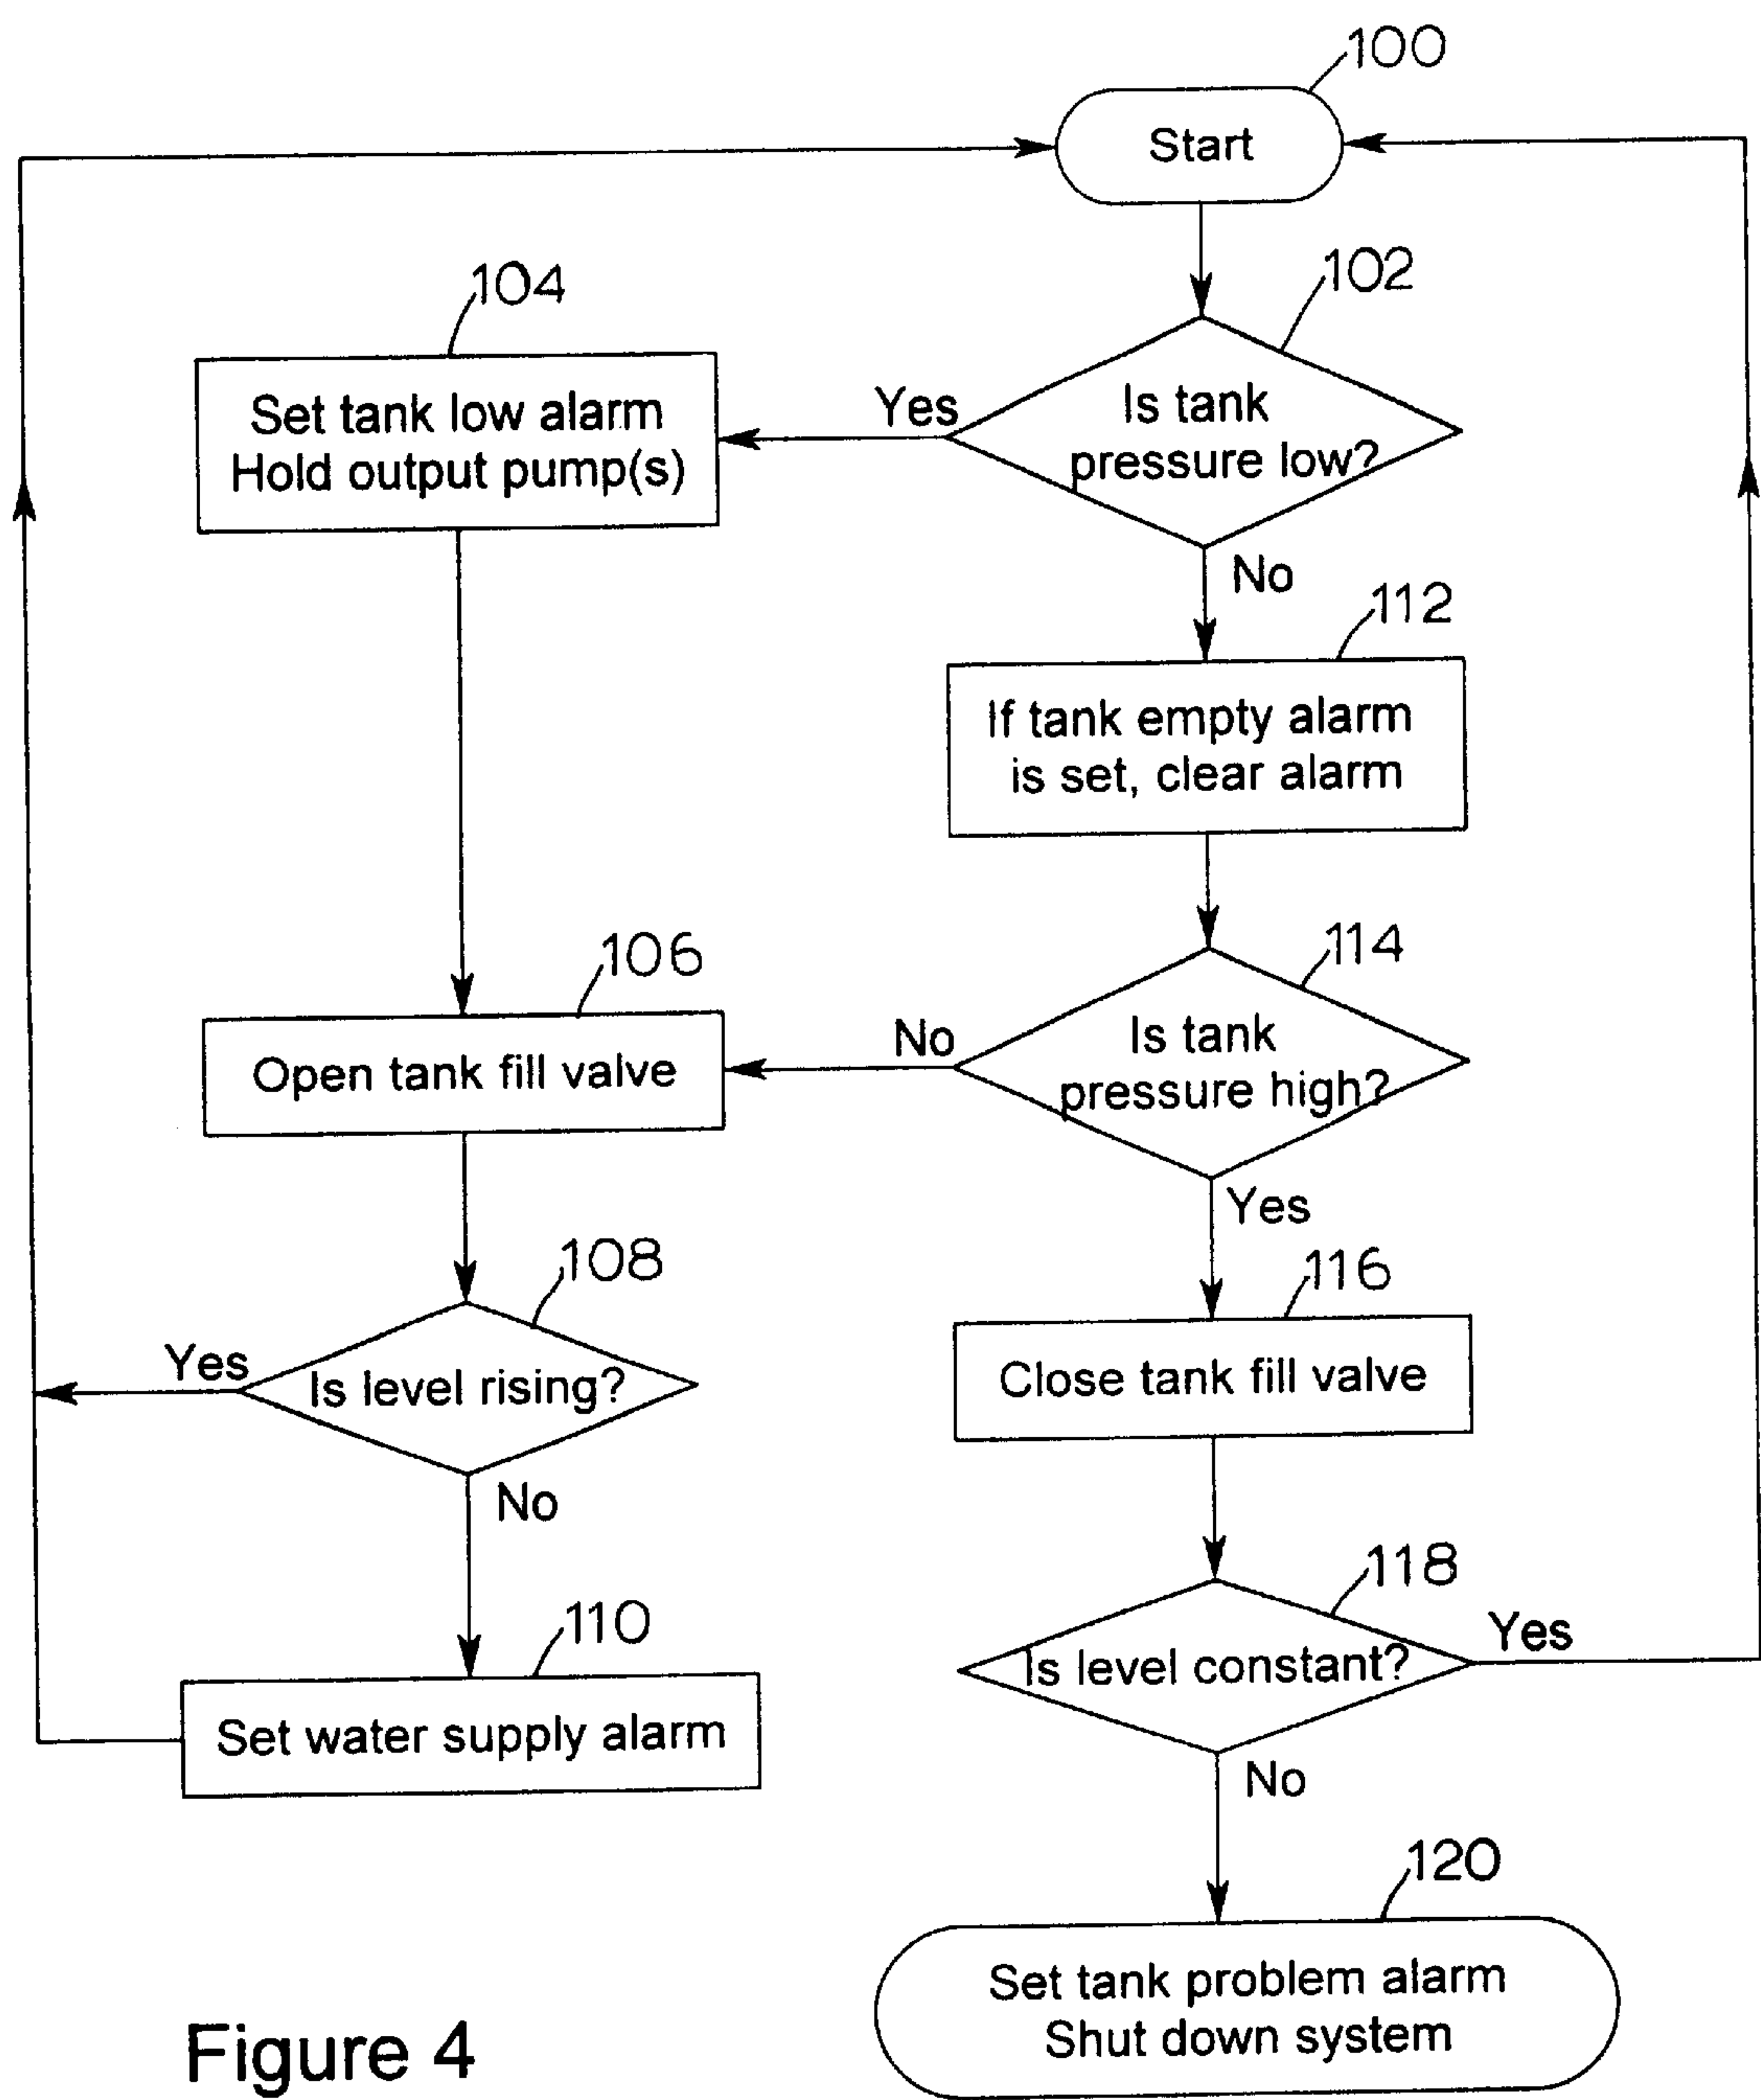 100
Start
102
Is tank
pressure low?
Yes
104
Set tank low alarm
Hold output pump(s)
No
112
If tank empty alarm
is set, clear alarm
114
Is tank
pressure high?
No
106
Open tank fill valve
Yes
108
Is level rising?
Yes
116
Close tank fill valve
No
118
Is level constant?
Yes
110
Set water supply alarm
No
120
Set tank problem alarm
Shut down system
Figure 4